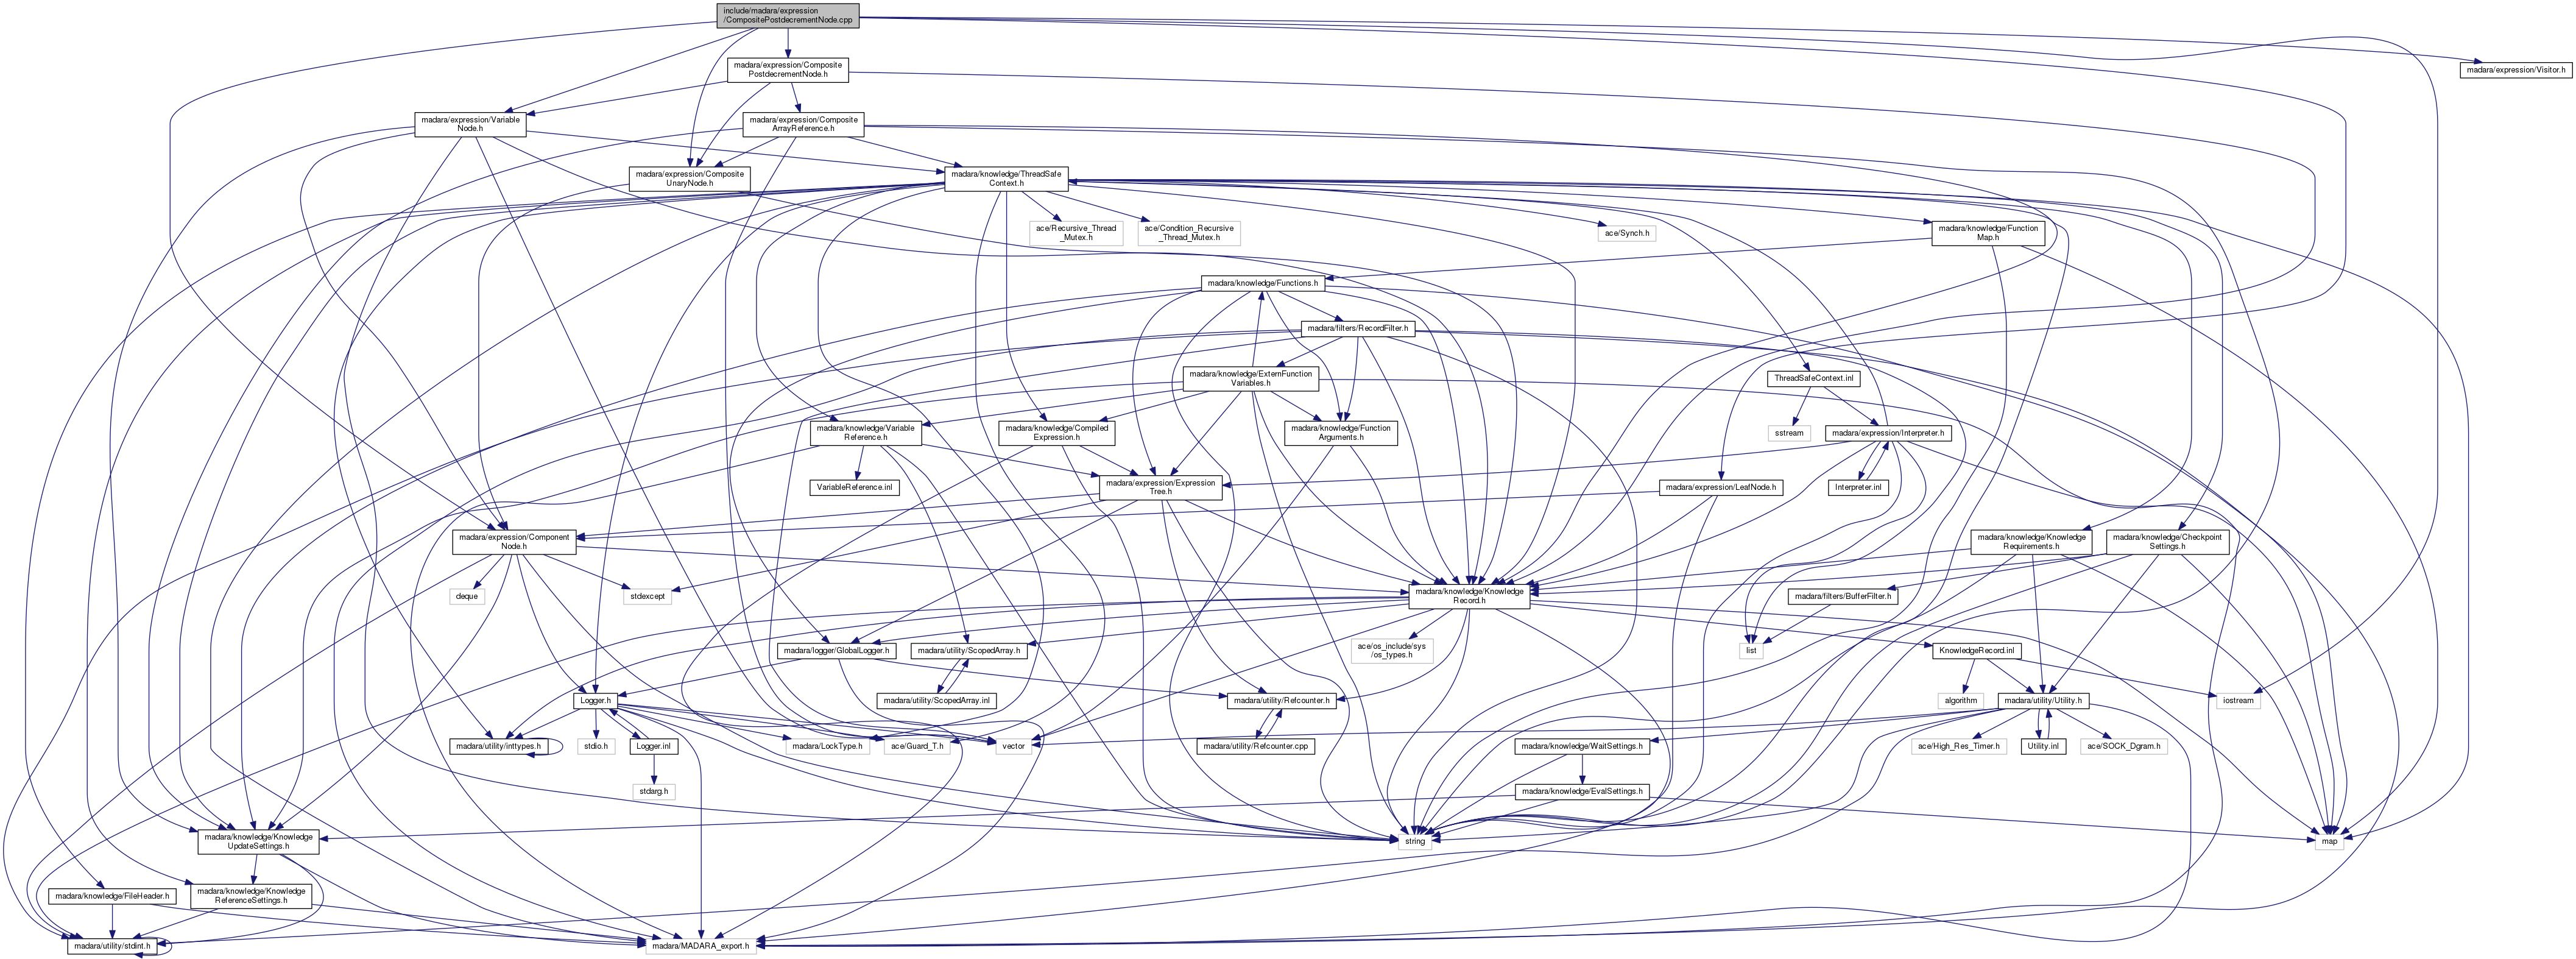 include/madara/expression
/CompositePostdecrementNode.cpp
madara/expression/Composite
PostdecrementNode.h
madara/expression/Visitor.h
madara/expression/Variable
Node.h
madara/expression/Composite
ArrayReference.h
madara/expression/Composite
UnaryNode.h
madara/knowledge/ThreadSafe
Context.h
ace/Recursive_Thread
_Mutex.h
ace/Condition_Recursive
_Thread_Mutex.h
ace/Synch.h
madara/knowledge/Function
Map.h
madara/knowledge/Functions.h
madara/filters/RecordFilter.h
madara/knowledge/ExternFunction
Variables.h
ThreadSafeContext.inl
madara/knowledge/Variable
Reference.h
madara/knowledge/Compiled
Expression.h
madara/knowledge/Function
Arguments.h
sstream
madara/expression/Interpreter.h
VariableReference.inl
madara/expression/Expression
Tree.h
madara/expression/LeafNode.h
Interpreter.inl
madara/expression/Component
Node.h
madara/knowledge/Knowledge
Requirements.h
madara/knowledge/Checkpoint
Settings.h
deque
stdexcept
madara/knowledge/Knowledge
Record.h
madara/filters/BufferFilter.h
madara/logger/GlobalLogger.h
madara/utility/ScopedArray.h
ace/os_include/sys
/os_types.h
list
KnowledgeRecord.inl
Logger.h
madara/utility/ScopedArray.inl
madara/utility/Refcounter.h
algorithm
madara/utility/Utility.h
iostream
madara/utility/inttypes.h
stdio.h
Logger.inl
madara/LockType.h
ace/Guard_T.h
vector
madara/utility/Refcounter.cpp
madara/knowledge/WaitSettings.h
ace/High_Res_Timer.h
Utility.inl
ace/SOCK_Dgram.h
stdarg.h
madara/knowledge/EvalSettings.h
madara/knowledge/Knowledge
UpdateSettings.h
string
map
madara/knowledge/FileHeader.h
madara/knowledge/Knowledge
ReferenceSettings.h
madara/utility/stdint.h
madara/MADARA_export.h